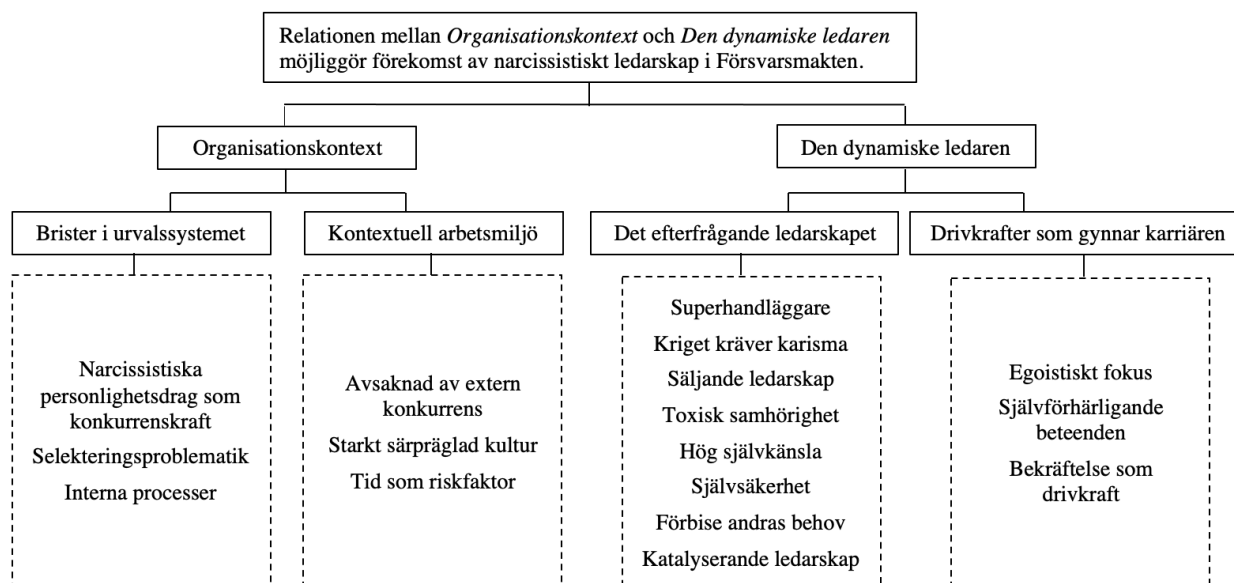 Relationen mellan Organisationskontext och Den dynamiske ledaren
möjliggör förekomst av narcissistiskt ledarskap i Försvarsmakten.
Organisationskontext
Den dynamiske ledaren
Brister i urvalssystemet
Kontextuell arbetsmiljö
Det efterfrågande ledarskapet
Drivkrafter som gynnar karriären
Narcissistiska
personlighetsdrag som
konkurrenskraft
Selekteringsproblematik
Interna processer
Avsaknad av extern
konkurrens
Starkt särpräglad kultur
Tid som riskfaktor
Superhandläggare
Kriget kräver karisma
Säljande ledarskap
Toxisk samhörighet
Hög självkänsla
Självsäkerhet
Förbise andras behov
Katalyserande ledarskap
Egoistiskt fokus
Självförhärligande
beteenden
Bekräftelse som
drivkraft